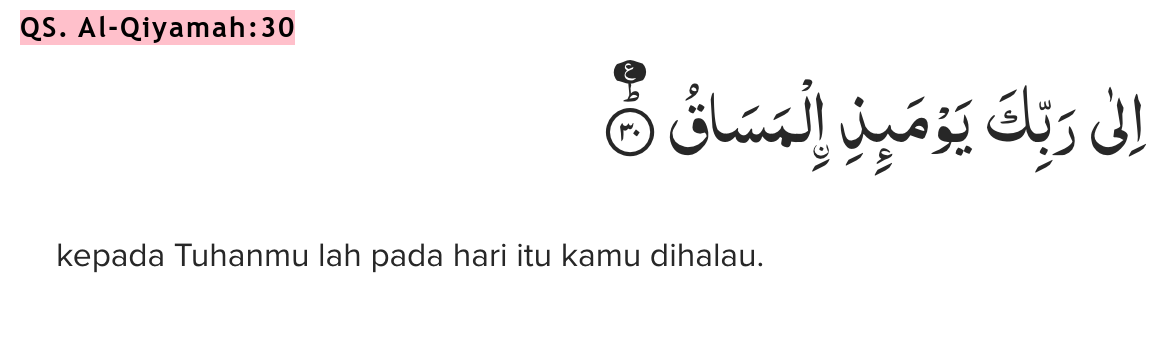 QS. Al-Qiyamah:30
اِلٰى رَبِّكَ يَوْمَىِٕذِ ِۨالْمَسَاقُ ۗ ࣖ ٣٠
kepada Tuhanmu lah pada hari itu kamu dihalau.